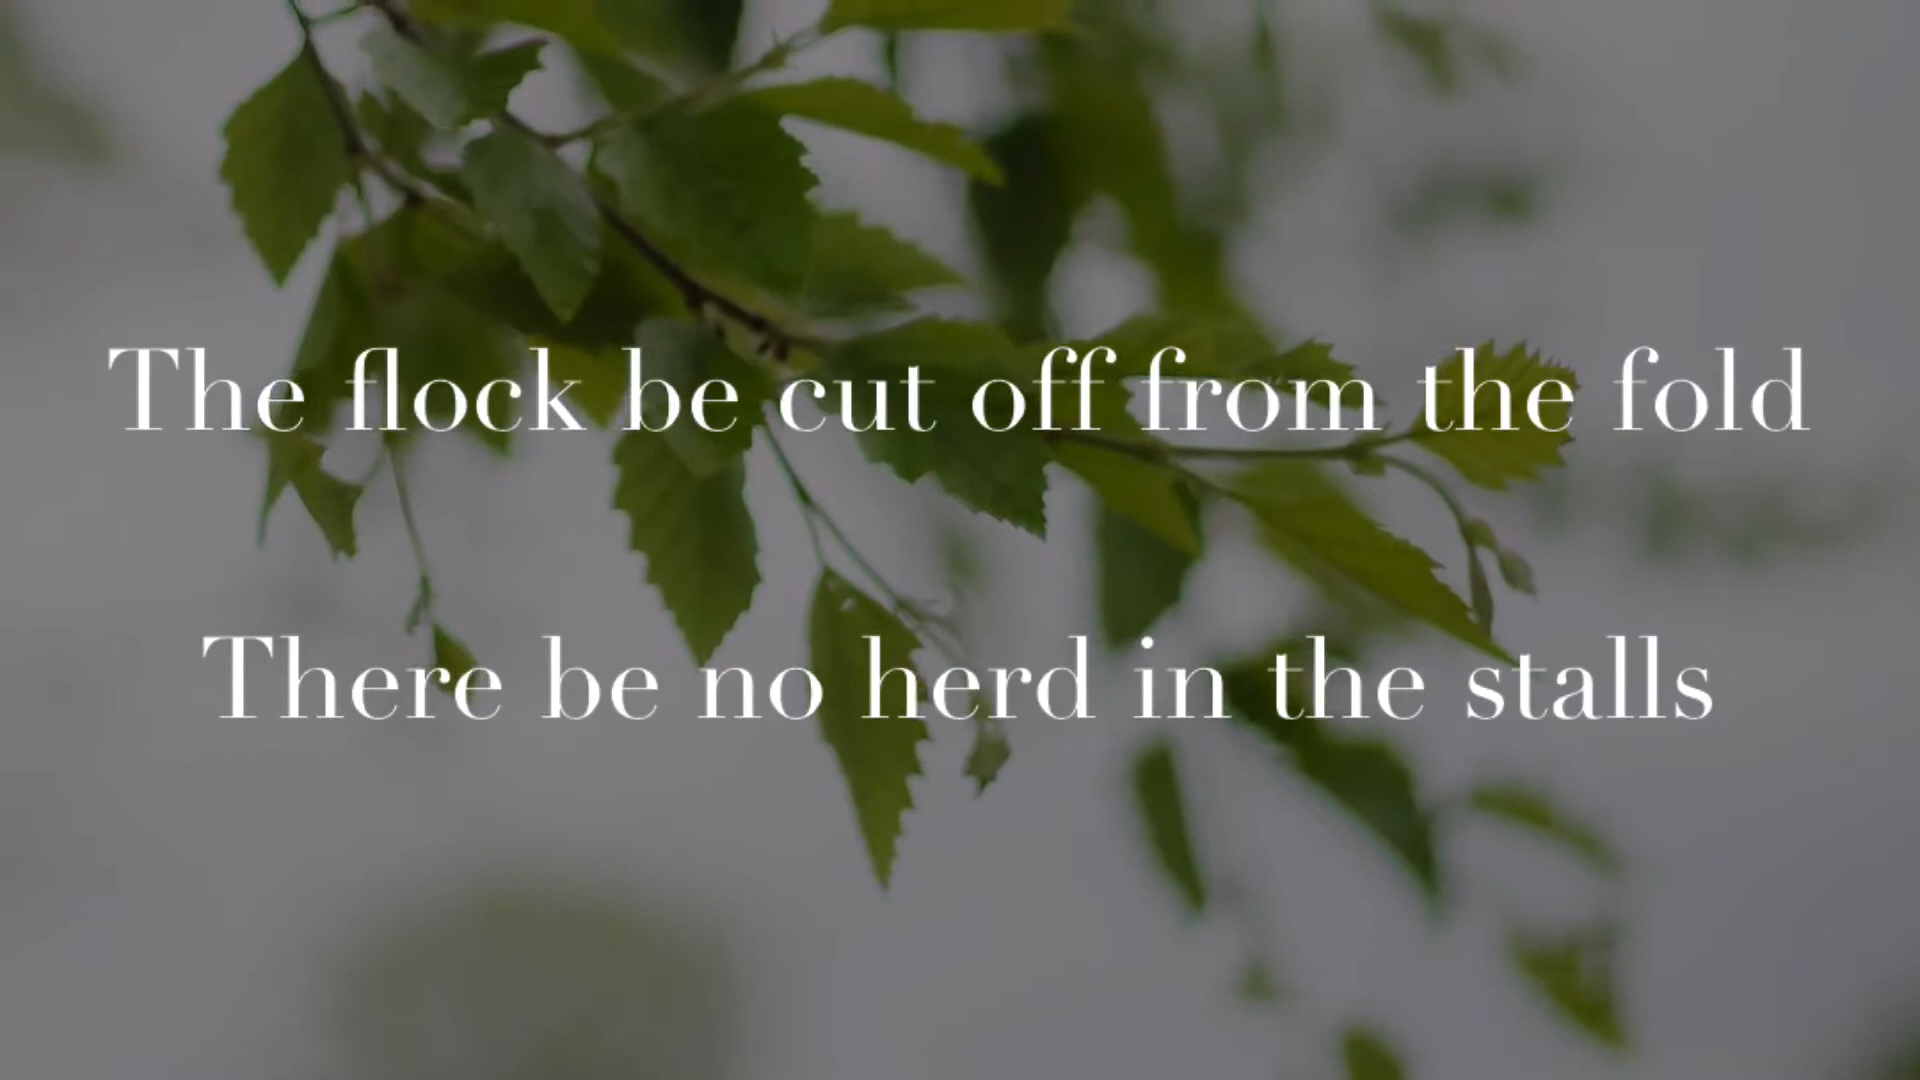 The flock be cut off from the fold
There be no herd in the stalls